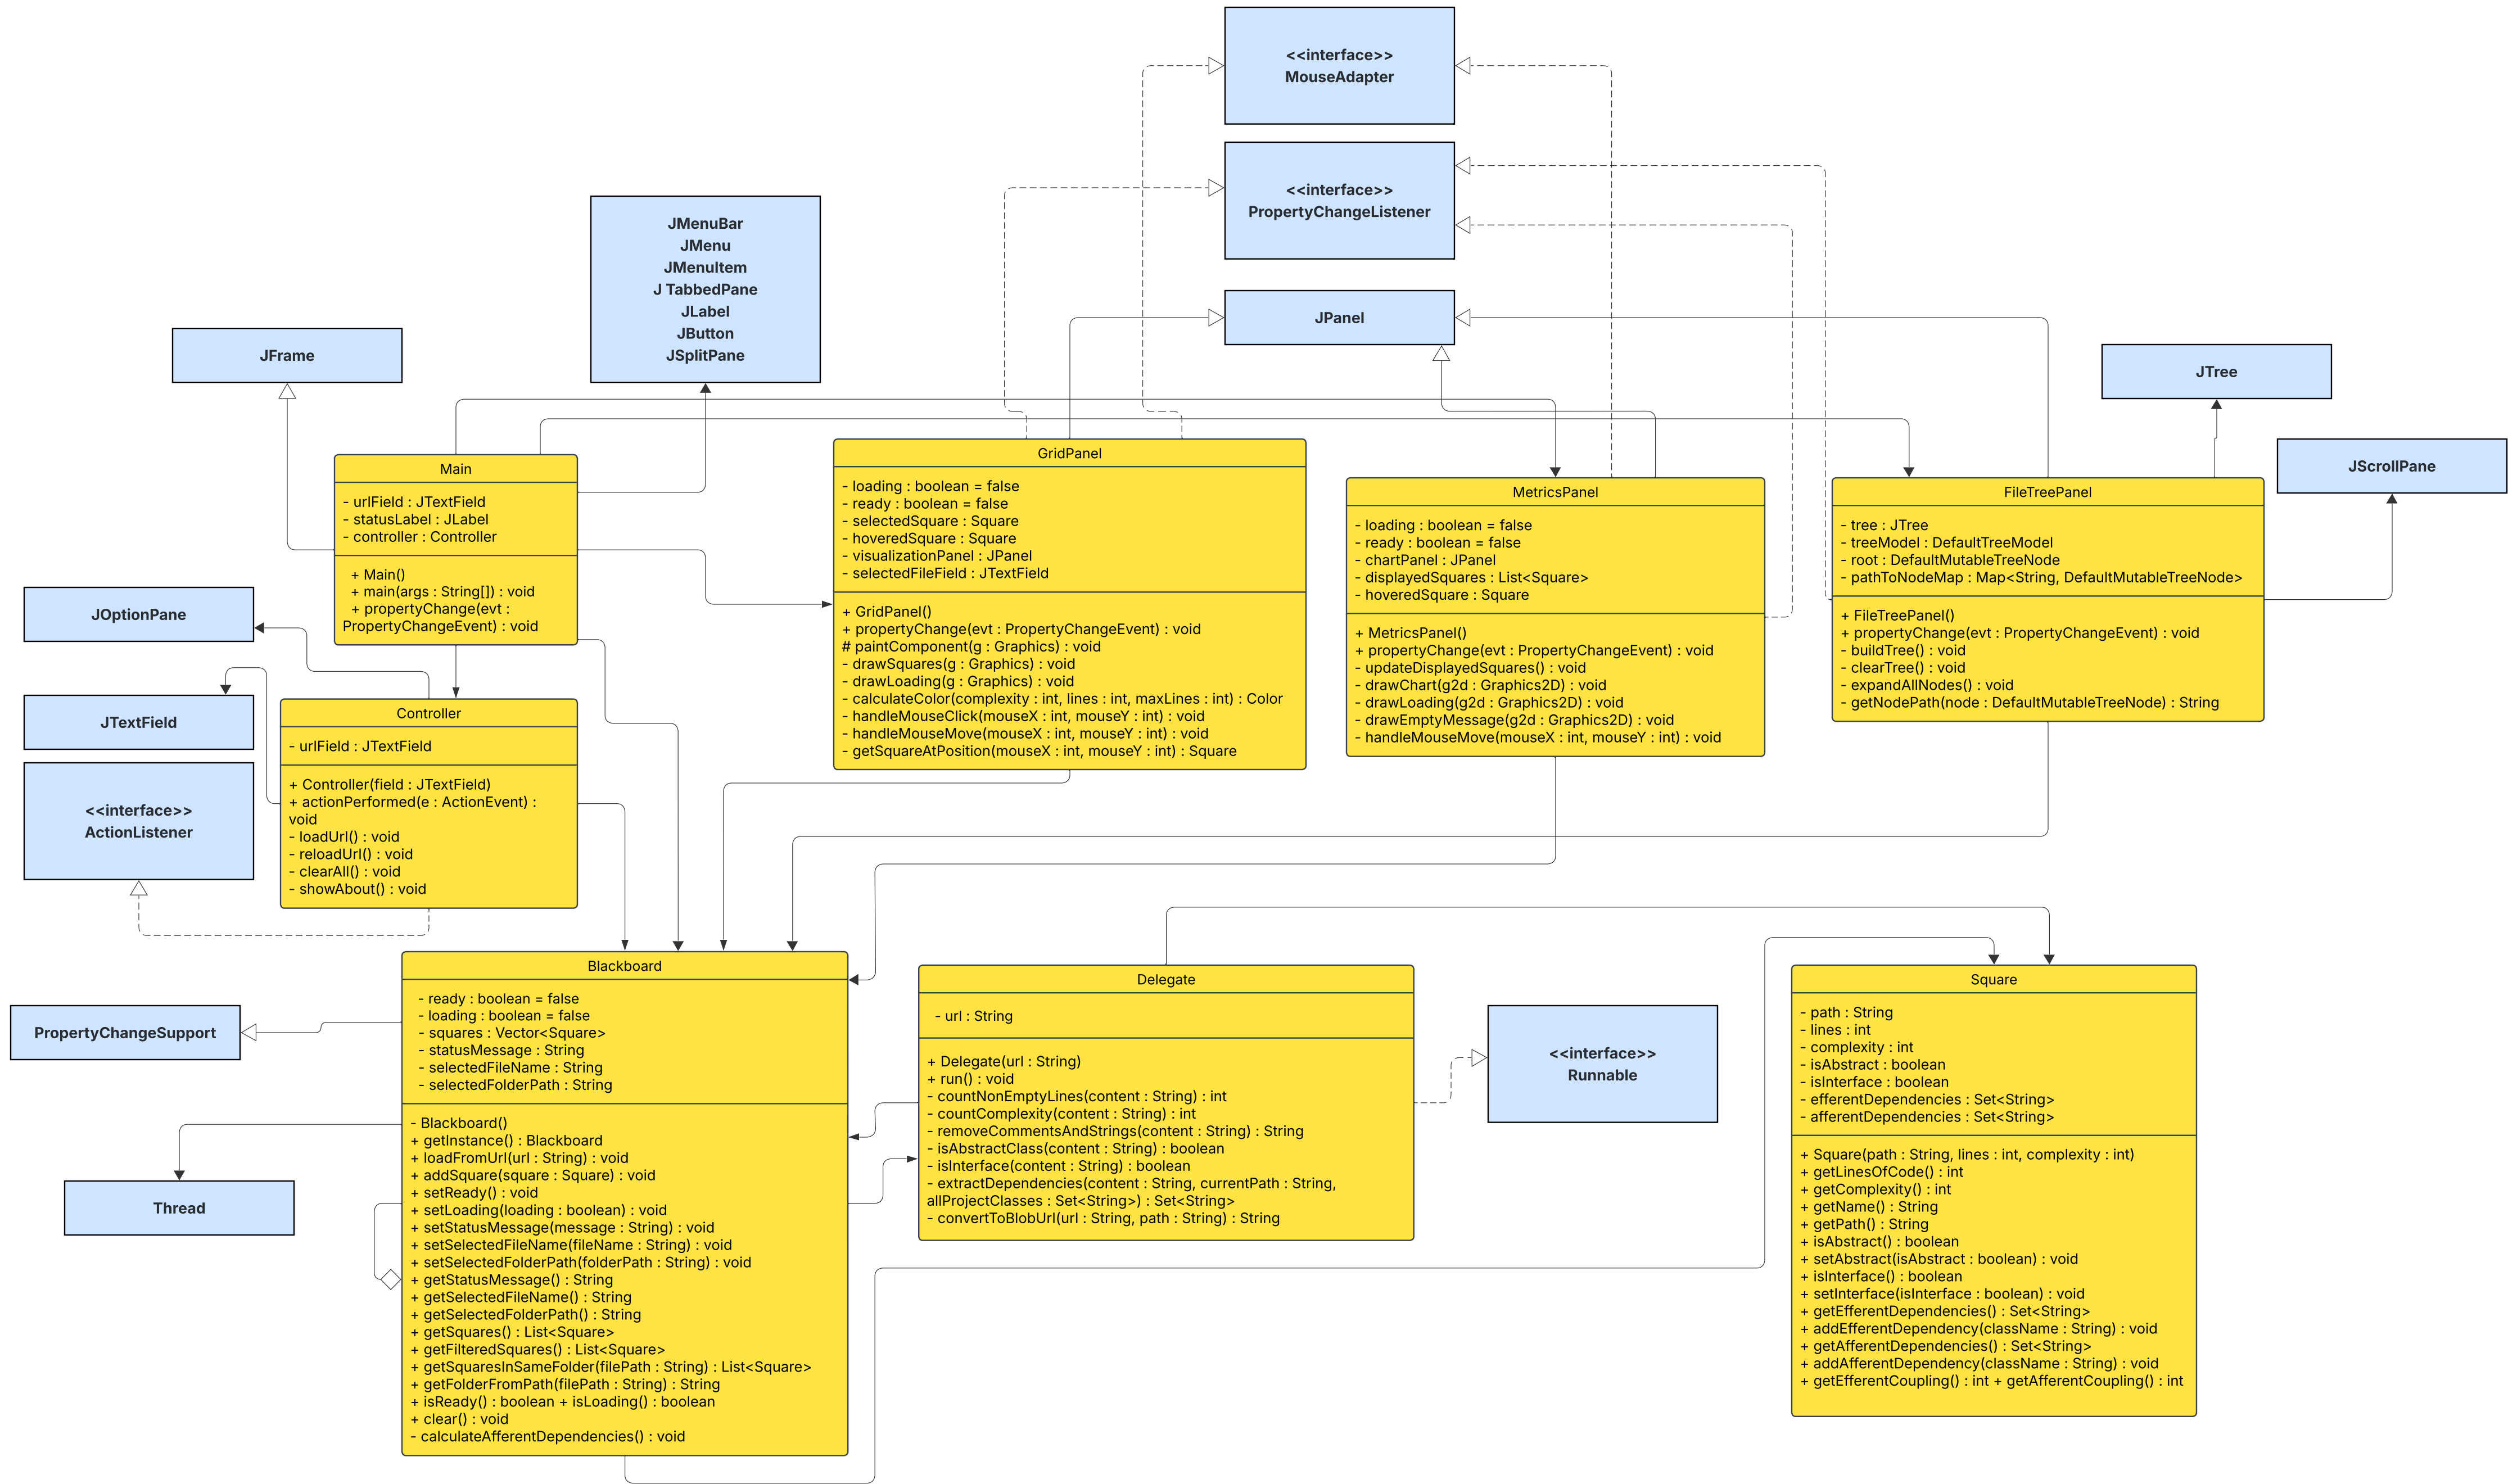 <<interface>>
MouseAdapter
<<interface>>
PropertyChangeListener
JMenuBar
JMenu
JMenuItem
J TabbedPane
JLabel
JButton
JSplitPane
JPanel
JFrame
JTree
JScrollPane
Main
- urlField : JTextField
- statusLabel : JLabel
- controller : Controller
+ Main()
+ main(args : String[]) : void
+ propertyChange(evt :
PropertyChangeEvent) : void
GridPanel
- loading : boolean = false
- ready : boolean = false
- selectedSquare : Square
- hoveredSquare : Square
- visualizationPanel : JPanel
- selectedFileField : JTextField
+ GridPanel()
+ propertyChange(evt : PropertyChangeEvent) : void
# paintComponent(g : Graphics) : void
- drawSquares(g : Graphics) : void
- drawLoading(g : Graphics) : void
- calculateColor(complexity : int, lines : int, maxLines : int) : Color
- handleMouseClick(mouseX : int, mouseY : int) : void
- handleMouseMove(mouseX : int, mouseY : int) : void
- getSquareAtPosition(mouseX : int, mouseY : int) : Square
MetricsPanel
- loading : boolean = false
- ready : boolean = false
- chartPanel : JPanel
- displayedSquares : List<Square>
- hoveredSquare : Square
+ MetricsPanel()
+ propertyChange(evt : PropertyChangeEvent) : void
- updateDisplayedSquares() : void
- drawChart(g2d : Graphics2D) : void
- drawLoading(g2d : Graphics2D) : void
- drawEmptyMessage(g2d : Graphics2D) : void
- handleMouseMove(mouseX : int, mouseY : int) : void
FileTreePanel
- tree : JTree
- treeModel : DefaultTreeModel
- root : DefaultMutableTreeNode
- pathToNodeMap : Map<String, DefaultMutableTreeNode>
+ FileTreePanel()
+ propertyChange(evt : PropertyChangeEvent) : void
- buildTree() : void
- clearTree() : void
- expandAllNodes() : void
- getNodePath(node : DefaultMutableTreeNode) : String
JOptionPane
JTextField
<<interface>>
ActionListener
Controller
- urlField : JTextField
+ Controller(field : JTextField)
+ actionPerformed(e : ActionEvent) :
void
- loadUrl() : void
- reloadUrl() : void
- clearAll() : void
- showAbout() : void
PropertyChangeSupport
Thread
Blackboard
- ready : boolean = false
- loading : boolean = false
- squares : Vector<Square>
- statusMessage : String
- selectedFileName : String
- selectedFolderPath : String
- Blackboard()
+ getInstance() : Blackboard
+ loadFromUrl(url : String) : void
+ addSquare(square : Square) : void
+ setReady() : void
+ setLoading(loading : boolean) : void
+ setStatusMessage(message : String) : void
+ setSelectedFileName(fileName : String) : void
+ setSelectedFolderPath(folderPath : String) : void
+ getStatusMessage() : String
+ getSelectedFileName() : String
+ getSelectedFolderPath() : String
+ getSquares() : List<Square>
+ getFilteredSquares() : List<Square>
+ getSquaresInSameFolder(filePath : String) : List<Square>
+ getFolderFromPath(filePath : String) : String
+ isReady() : boolean + isLoading() : boolean
+ clear() : void
- calculateAfferentDependencies() : void
Delegate
- url : String
+ Delegate(url : String)
+ run() : void
- countNonEmptyLines(content : String) : int
- countComplexity(content : String) : int
- removeCommentsAndStrings(content : String) : String
- isAbstractClass(content : String) : boolean
- isInterface(content : String) : boolean
- extractDependencies(content : String, currentPath : String,
allProjectClasses : Set<String>) : Set<String>
- convertToBlobUrl(url : String, path : String) : String
<<interface>>
Runnable
Square
- path : String
- lines : int
- complexity : int
- isAbstract : boolean
- isInterface : boolean
- efferentDependencies : Set<String>
- afferentDependencies : Set<String>
+ Square(path : String, lines : int, complexity : int)
+ getLinesOfCode() : int
+ getComplexity() : int
+ getName() : String
+ getPath() : String
+ isAbstract() : boolean
+ setAbstract(isAbstract : boolean) : void
+ isInterface() : boolean
+ setInterface(isInterface : boolean) : void
+ getEfferentDependencies() : Set<String>
+ addEfferentDependency(className : String) : void
+ getAfferentDependencies() : Set<String>
+ addAfferentDependency(className : String) : void
+ getEfferentCoupling() : int + getAfferentCoupling() : int